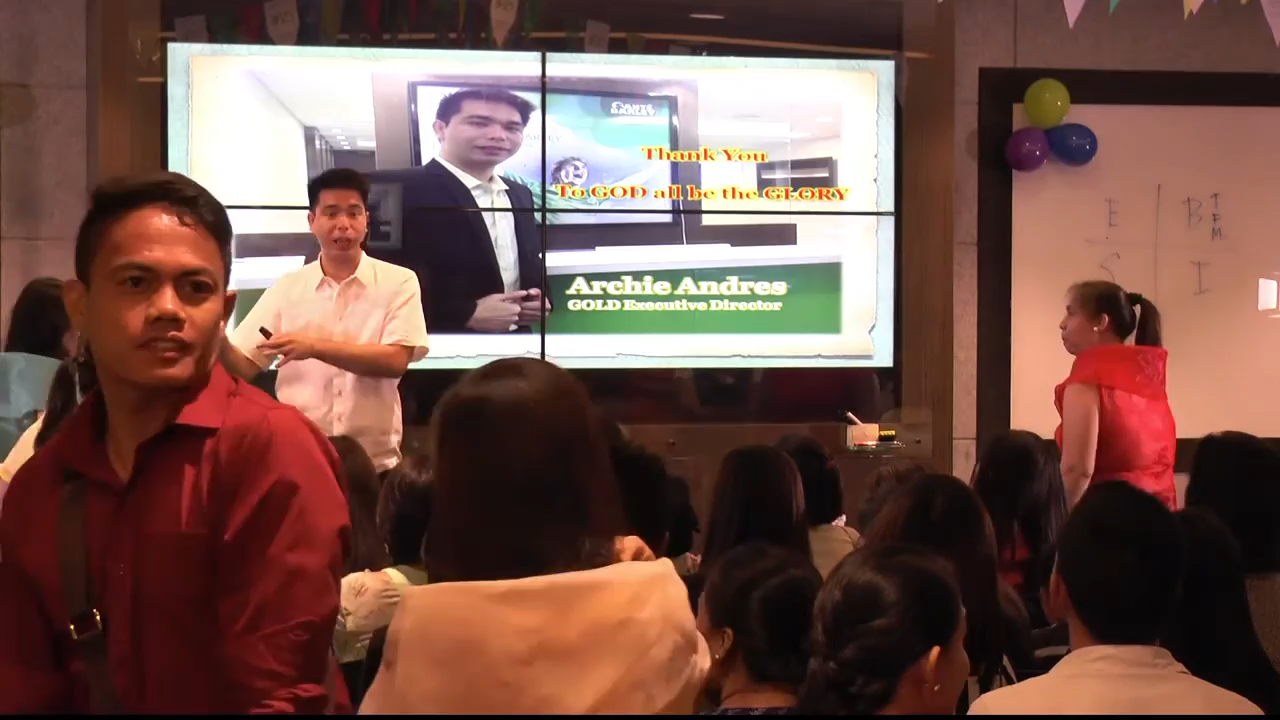 Thank You
To GOD all be the GLORY
Archie Andres
GOLD Executive Director
E
B
T
F
M
S
I